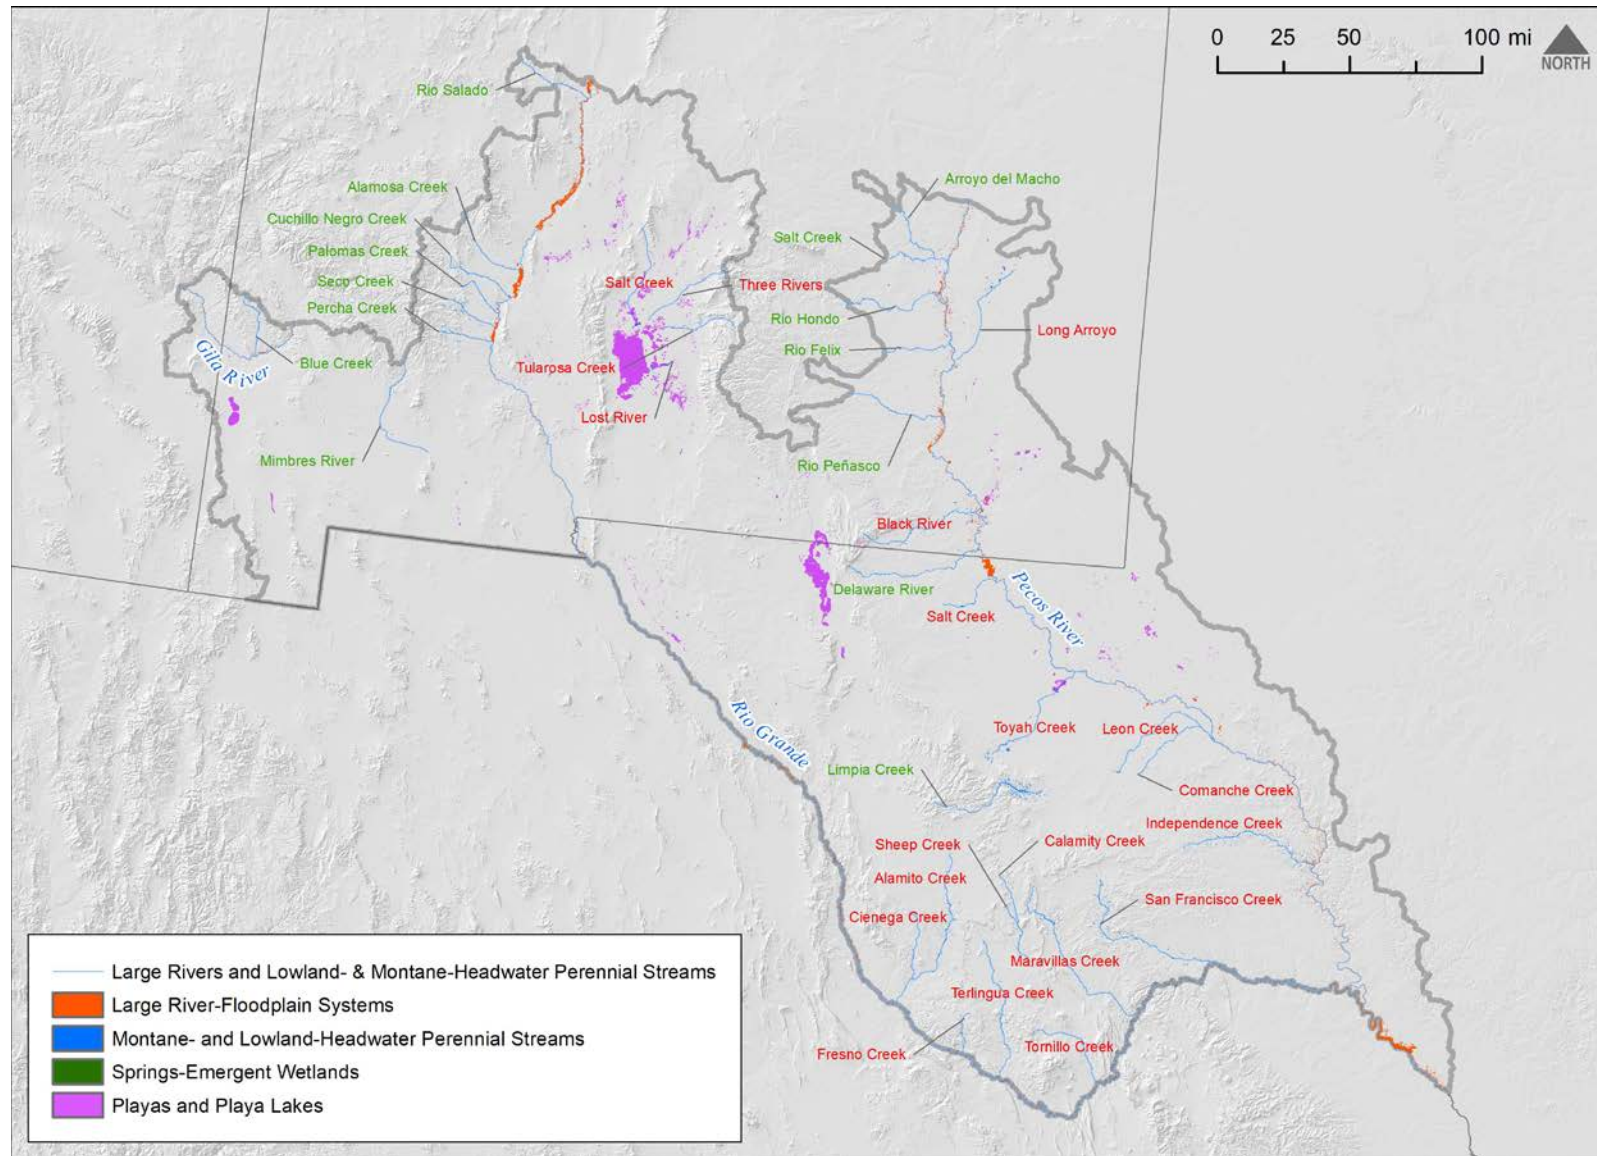 0 25 50 100 mi
NORTH
Rio Salado
Alamosa Creek
Arroyo del Macho
Cuchillo Negro Creek
Salt Creek
Palomas Creek
Seco Creek
Salt Creek
Three Rivers
Percha Creek
Rio Hondo
Long Arroyo
Gila River
Blue Creek
Rio Felix
Tularosa Creek
Lost River
Mimbres River
Rio Peñasco
Black River
Delaware River
Pecos River
Salt Creek
Rio Grande
Toyah Creek
Leon Creek
Limpia Creek
Comanche Creek
Independence Creek
Sheep Creek
Calamity Creek
Alamito Creek
San Francisco Creek
Cienega Creek
Maravillas Creek
Terlingua Creek
Fresno Creek
Tornillo Creek
Large Rivers and Lowland- & Montane-Headwater Perennial Streams
Large River-Floodplain Systems
Montane- and Lowland-Headwater Perennial Streams
Springs-Emergent Wetlands
Playas and Playa Lakes